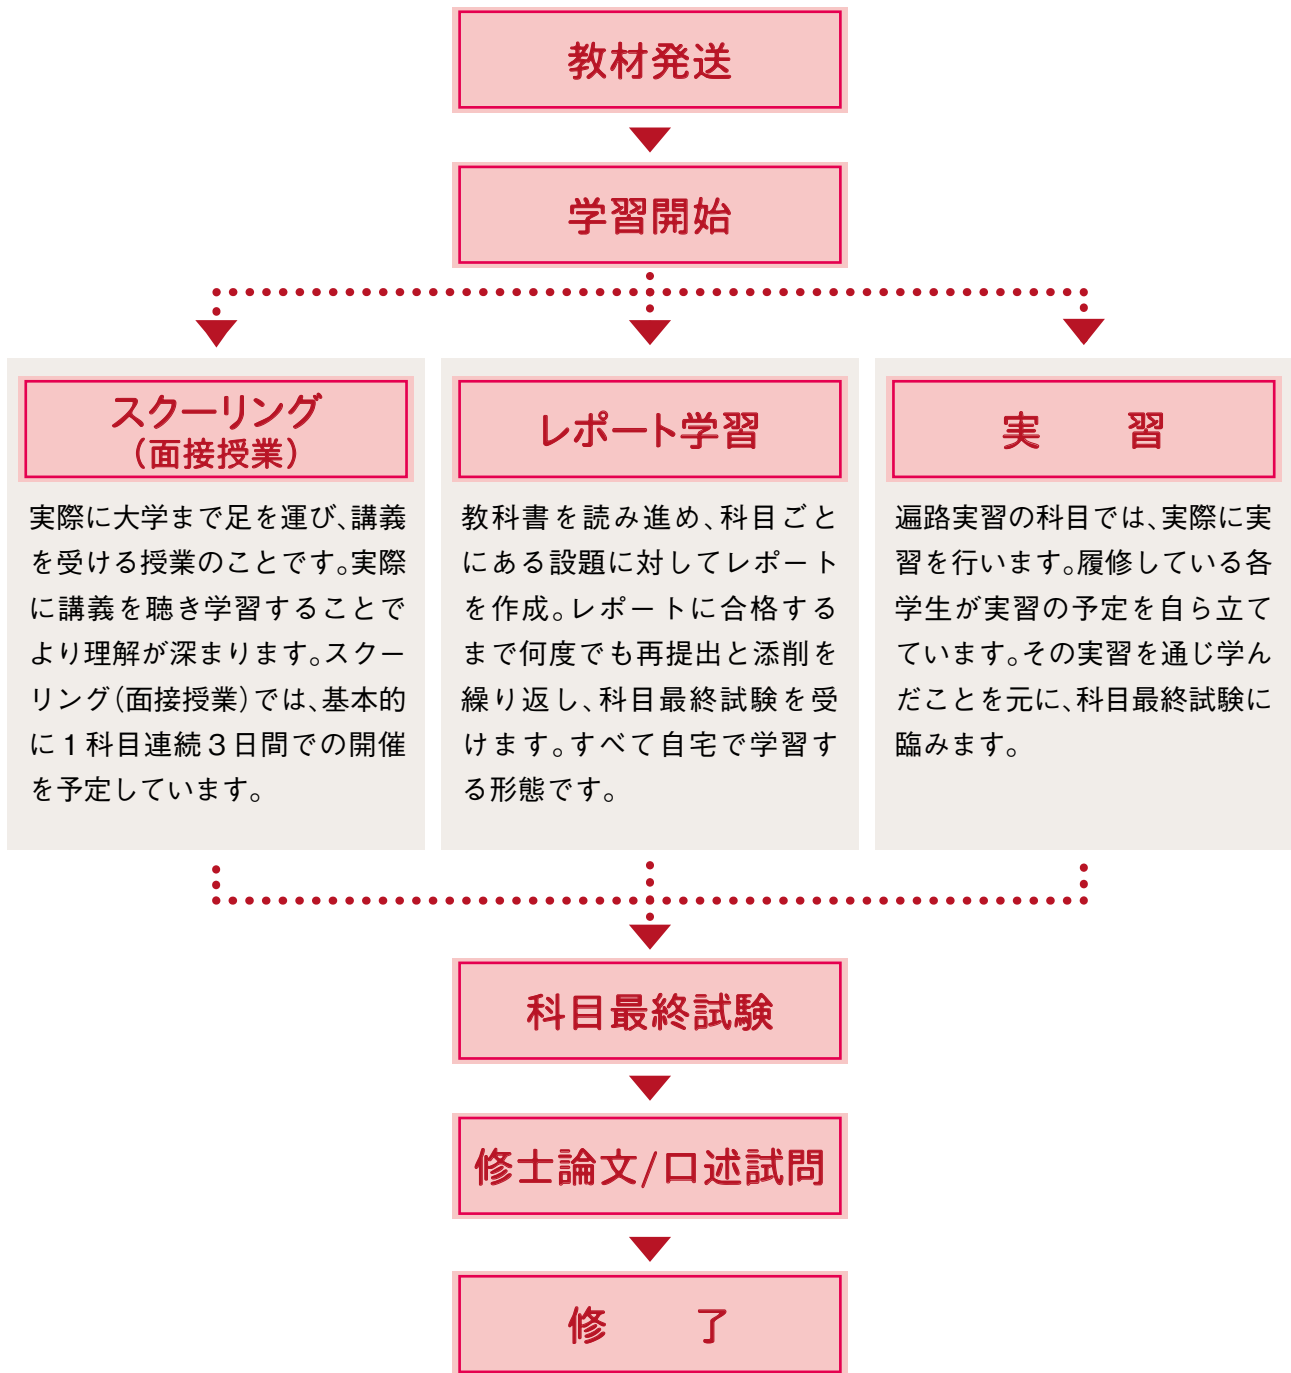 教材発送
学習開始
スクーリング
（面接授業）
実際に大学まで足を運び、講義
を受ける授業のことです。実際
に講義を聴き学習することで
より理解が深まります。スクー
リング（面接授業）では、基本的
に１科目連続３日間での開催
を予定しています。
レポート学習
教科書を読み進め、科目ごと
にある設題に対してレポート
を作成。レポートに合格する
まで何度でも再提出と添削を
繰り返し、科目最終試験を受
けます。すべて自宅で学習す
る形態です。
実　　習
遍路実習の科目では、実際に実
習を行います。履修している各
学生が実習の予定を自ら立て
ています。その実習を通じ学ん
だことを元に、科目最終試験に
臨みます。
科目最終試験
修士論文/口述試問
修　　了